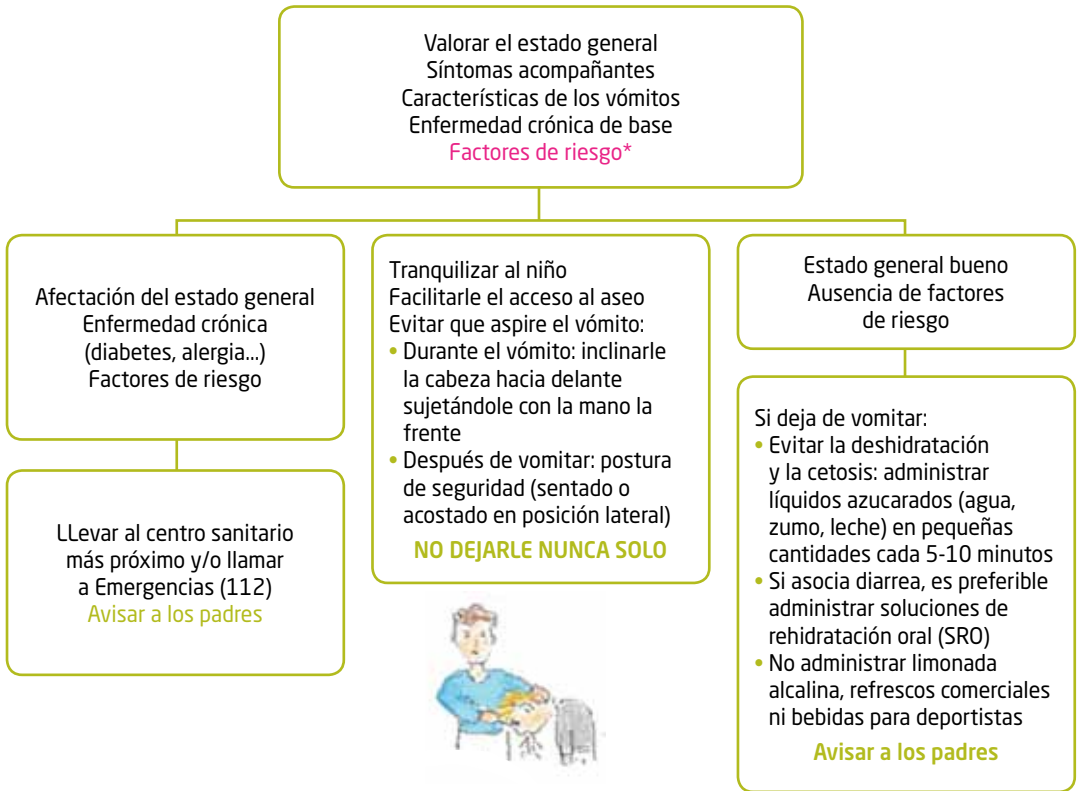 Valorar el estado general
Síntomas acompañantes
Características de los vómitos
Enfermedad crónica de base
Factores de riesgo*
Afectación del estado general
Enfermedad crónica
(diabetes, alergia...)
Factores de riesgo
LLevar al centro sanitario
más próximo y/o llamar
a Emergencias (112)
Avisar a los padres
Tranquilizar al niño
Facilitarle el acceso al aseo
Evitar que aspire el vómito:
• Durante el vómito: inclinarle
la cabeza hacia delante
sujetándole con la mano la
frente
• Después de vomitar: postura
de seguridad (sentado o
acostado en posición lateral)
NO DEJARLE NUNCA SOLO
Estado general bueno
Ausencia de factores
de riesgo
Si deja de vomitar:
• Evitar la deshidratación
y la cetosis: administrar
líquidos azucarados (agua,
zumo, leche) en pequeñas
cantidades cada 5-10 minutos
• Si asocia diarrea, es preferible
administrar soluciones de
rehidratación oral (SRO)
• No administrar limonada
alcalina, refrescos comerciales
ni bebidas para deportistas
Avisar a los padres